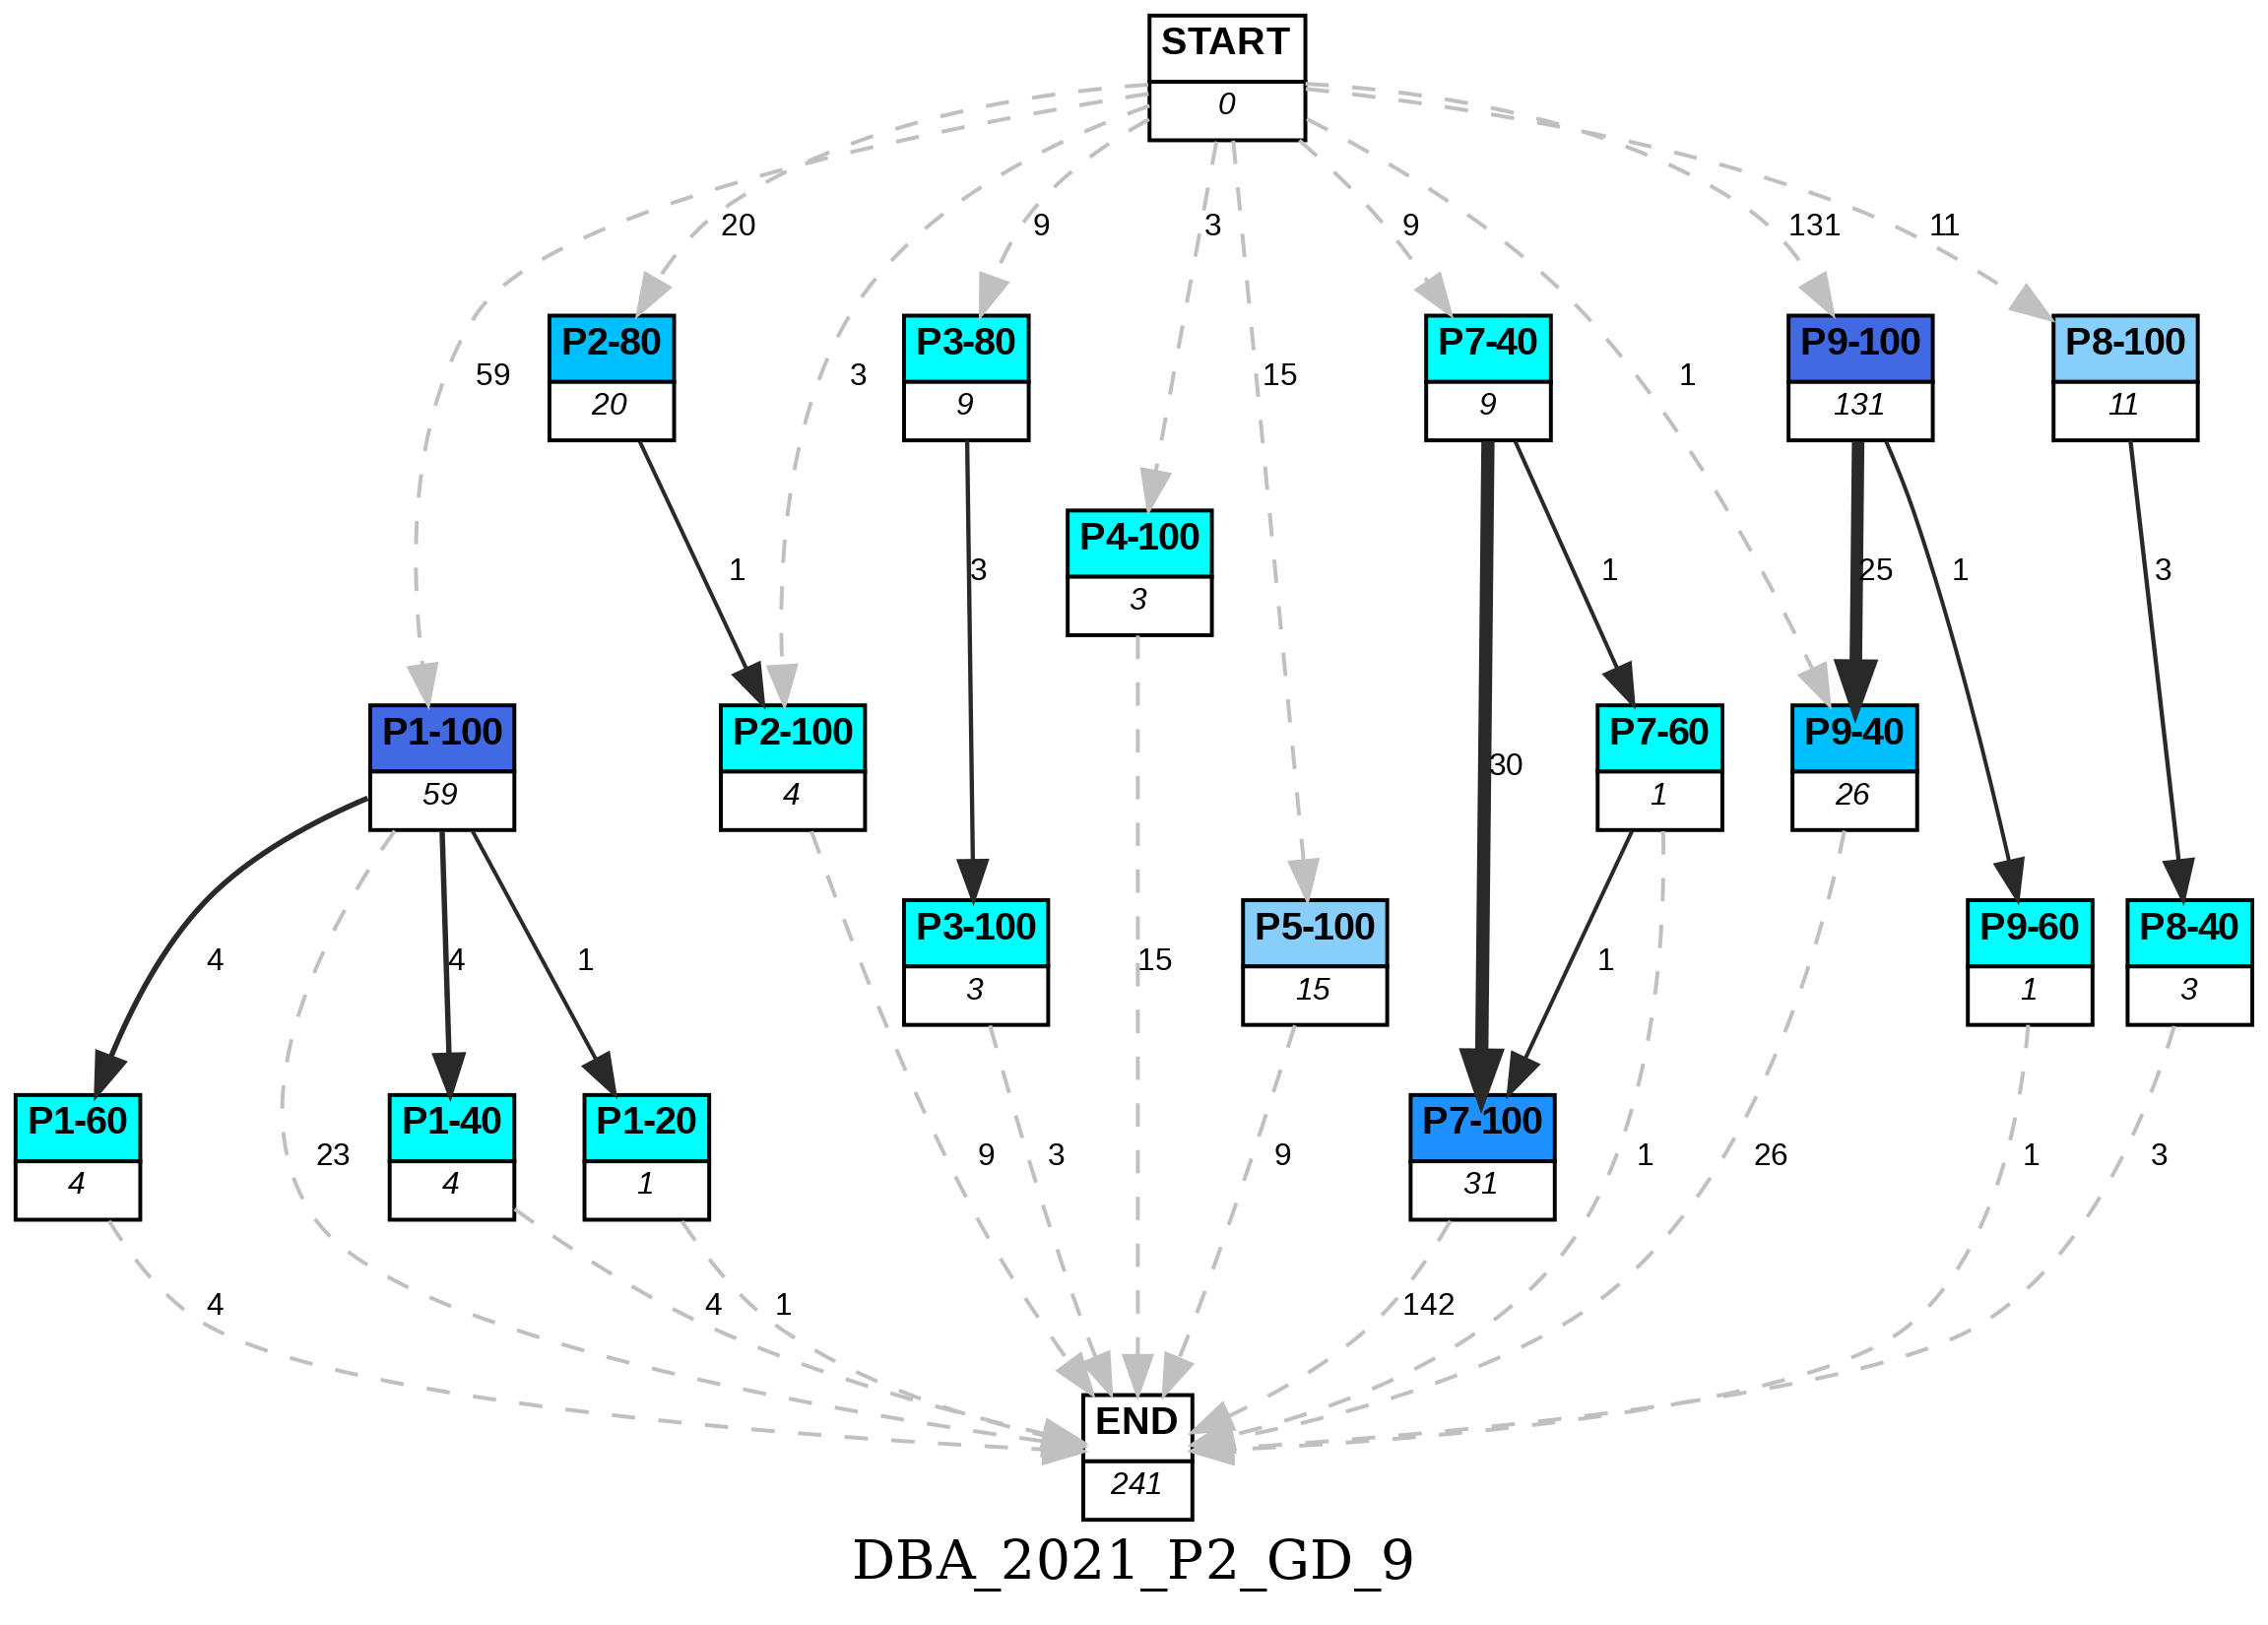 START
0
20
9
3
9
131
11
P2-80
20
P3-80
9
P7-40
9
P9-100
131
P8-100
11
59
3
15
1
P4-100
3
1
3
1
25
1
3
P1-100
59
P2-100
4
30
P7-60
1
P9-40
26
P3-100
3
P5-100
15
P9-60
1
P8-40
3
4
4
1
15
1
P1-60
4
23
P1-40
4
P1-20
1
9
3
9
P7-100
31
1
26
1
3
4
4
1
142
END
241
DBA_2021_P2_GD_9